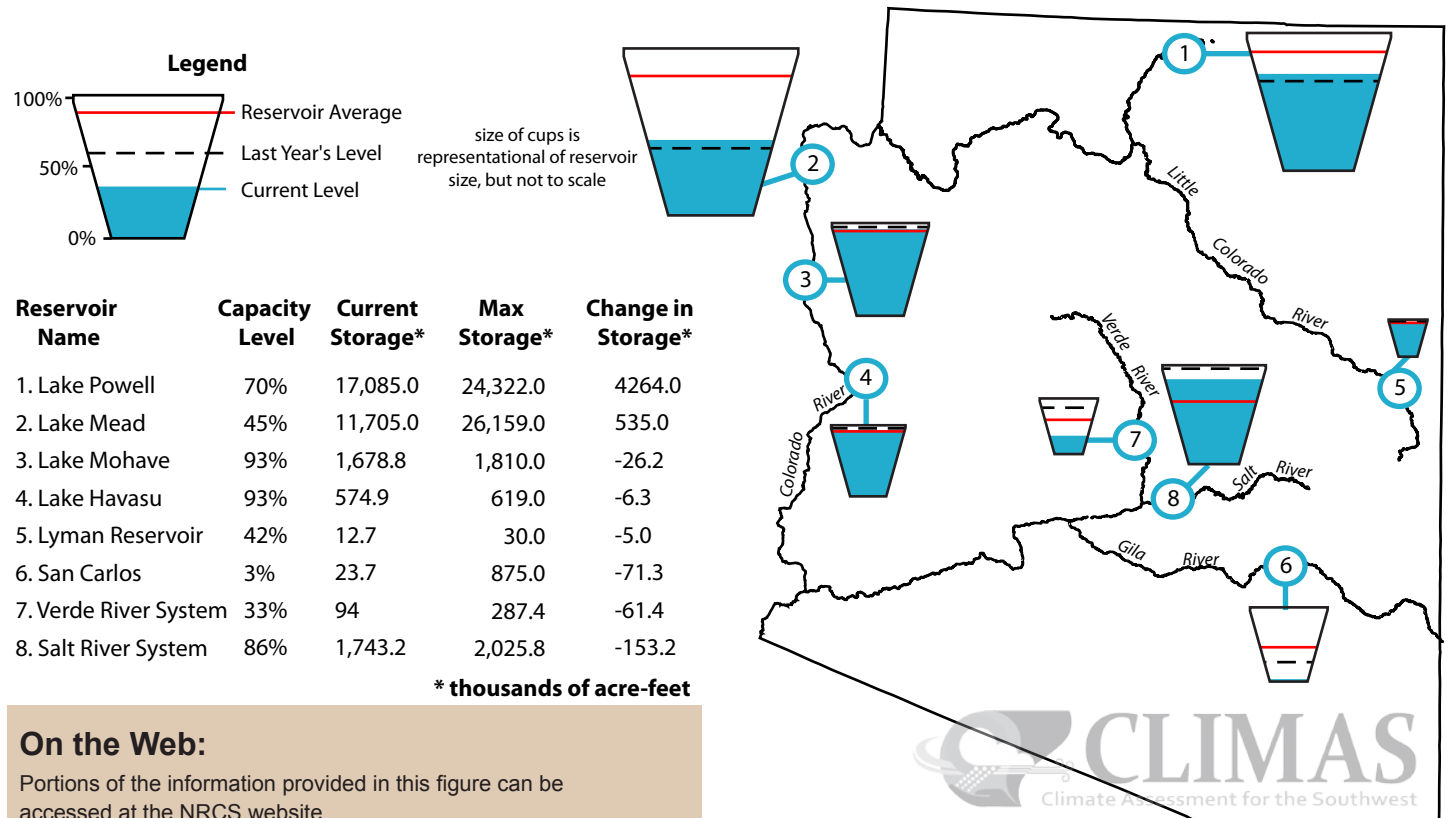 Legend
100%
50%
0%
Reservoir Average
Last Year's Level
Current Level
size of cups is
representational of reservoir
size, but not to scale
Reservoir Name Capacity Level Current Storage* Max Storage* Change in Storage*
1. Lake Powell 70% 17,085.0 24,322.0 4264.0
2. Lake Mead 45% 11,705.0 26,159.0 535.0
3. Lake Mohave 93% 1,678.8 1,810.0 -26.2
4. Lake Havasu 93% 574.9 619.0 -6.3
5. Lyman Reservoir 42% 12.7 30.0 -5.0
6. San Carlos 3% 23.7 875.0 -71.3
7. Verde River System 33% 94 287.4 -61.4
8. Salt River System 86% 1,743.2 2,025.8 -153.2
* thousands of acre-feet
On the Web:
Portions of the information provided in this figure can be
accessed at the NRCS website
1
2
3
4
5
6
7
8
Little Colorado River
Verde River
Colorado River
Salt River
Gila River
CLIMAS
Climate Assessment for the Southwest